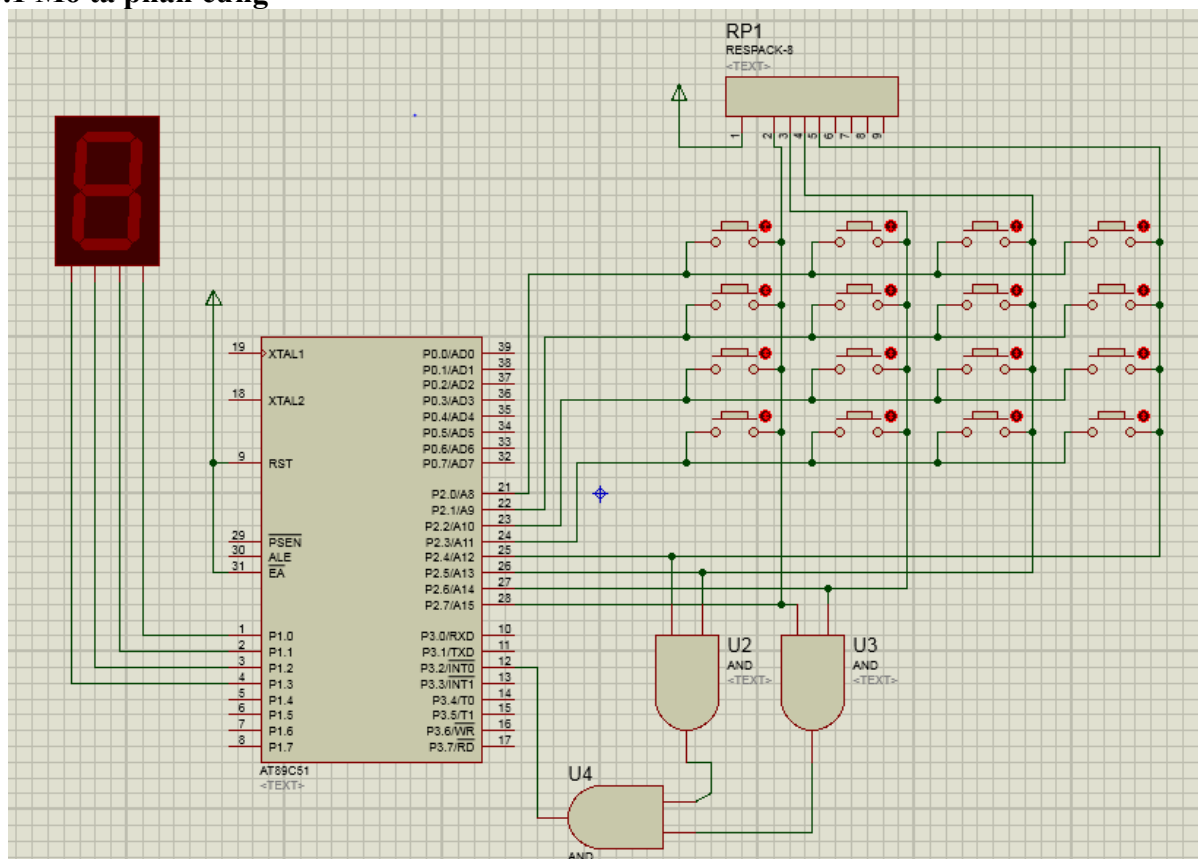 .1 Mô tả phần cứng
RP1
RESPACK-8
<TEXT>
1 2 3 4 5 6 7 8 9
19 XTAL1 P0.0/AD0 39
P0.1/AD1 38
P0.2/AD2 37
18 XTAL2 P0.3/AD3 36
P0.4/AD4 35
P0.5/AD5 34
P0.6/AD6 33
9 RST P0.7/AD7 32
P2.0/A8 21
P2.1/A9 22
P2.2/A10 23
29 PSEN P2.3/A11 24
30 ALE P2.4/A12 25
31 EA P2.5/A13 26
P2.6/A14 27
P2.7/A15 28
1 P1.0 P3.0/RXD 10
2 P1.1 P3.1/TXD 11
3 P1.2 P3.2/INT0 12
4 P1.3 P3.3/INT1 13
5 P1.4 P3.4/T0 14
6 P1.5 P3.5/T1 15
7 P1.6 P3.6/WR 16
8 P1.7 P3.7/RD 17
AT89C51
<TEXT>
U2
AND
<TEXT>
U3
AND
<TEXT>
U4
AND